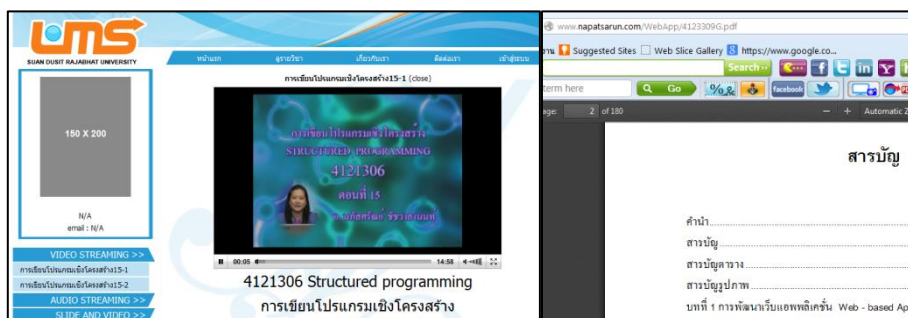 LMS
SUAN DUSIT RAJABHAT UNIVERSITY
หน้าแรก ดูรายวิชา เกี่ยวกับเรา ติดต่อเรา เข้าสู่ระบบ
การเขียนโปรแกรมเชิงโครงสร้าง15-1 (close)
150 X 200
การเขียนโปรแกรมเชิงโครงสร้าง
STRUCTURED PROGRAMMING
4121306
ตอนที่ 15
N/A
email : N/A
VIDEO STREAMING >>
การเขียนโปรแกรมเชิงโครงสร้าง15-1
การเขียนโปรแกรมเชิงโครงสร้าง15-2
AUDIO STREAMING >>
SLIDE AND VIDEO >>
00:05 14:58
4121306 Structured programming
การเขียนโปรแกรมเชิงโครงสร้าง
www.napatsarun.com/WebApp/4123309G.pdf
Suggested Sites Web Slice Gallery https://www.google.co...
Search
term here Go facebook
age: 2 of 180 Automatic Z
สารบัญ
คำนำ
สารบัญ
สารบัญตาราง
สารบัญรูปภาพ
บทที่ 1 การพัฒนาเว็บแอพพลิเคชั่น Web - based Ap